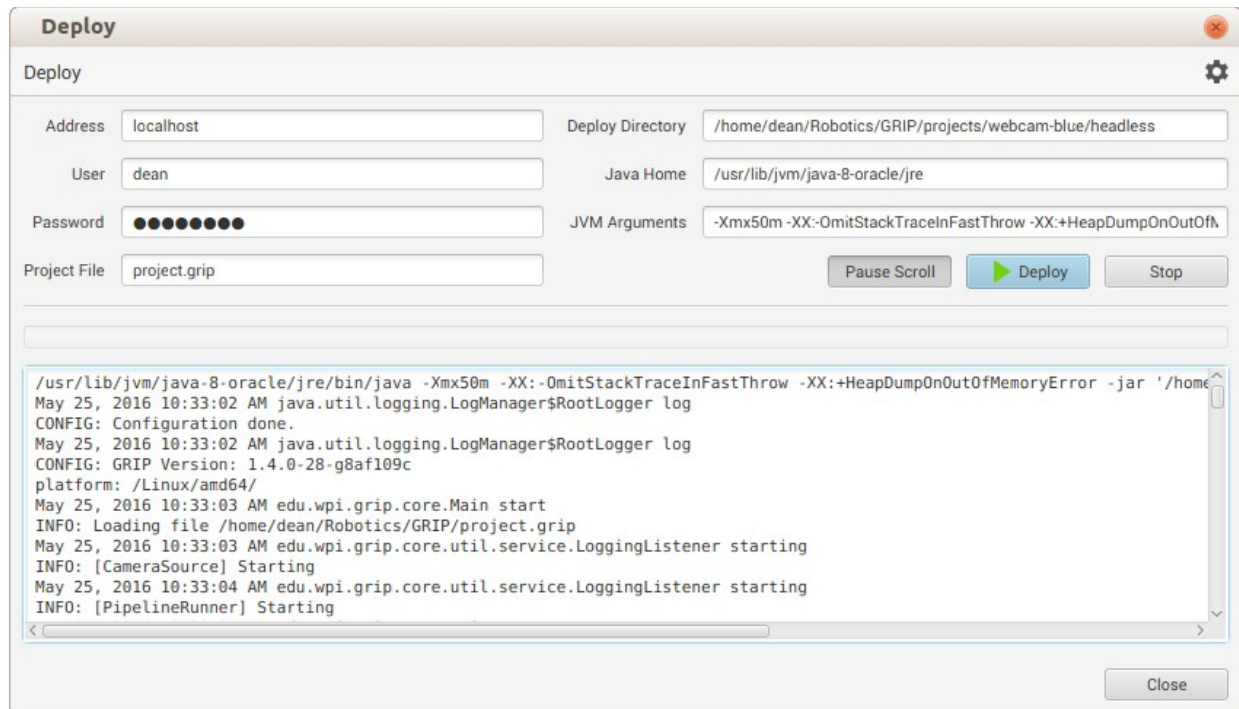 Deploy
Deploy
Address localhost Deploy Directory /home/dean/Robotics/GRIP/projects/webcam-blue/headless
User dean Java Home /usr/lib/jvm/java-8-oracle/jre
Password ●●●●●●●● JVM Arguments -Xmx50m -XX:-OmitStackTraceInFastThrow -XX:+HeapDumpOnOutOfM
Project File project.grip Pause Scroll Deploy Stop
/usr/lib/jvm/java-8-oracle/jre/bin/java -Xmx50m -XX:-OmitStackTraceInFastThrow -XX:+HeapDumpOnOutOfMemoryError -jar '/home
May 25, 2016 10:33:02 AM java.util.logging.LogManager$RootLogger log
CONFIG: Configuration done.
May 25, 2016 10:33:02 AM java.util.logging.LogManager$RootLogger log
CONFIG: GRIP Version: 1.4.0-28-g8af109c
platform: /Linux/amd64/
May 25, 2016 10:33:03 AM edu.wpi.grip.core.Main start
INFO: Loading file /home/dean/Robotics/GRIP/project.grip
May 25, 2016 10:33:03 AM edu.wpi.grip.core.util.service.LoggingListener starting
INFO: [CameraSource] Starting
May 25, 2016 10:33:04 AM edu.wpi.grip.core.util.service.LoggingListener starting
INFO: [PipelineRunner] Starting
Close